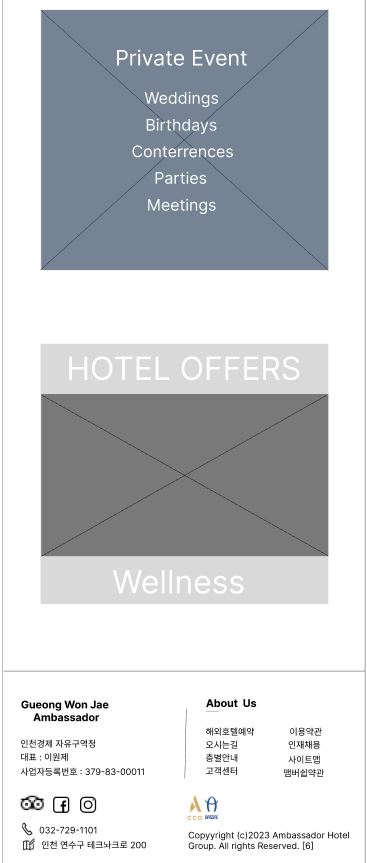 Private Event
Weddings
Birthdays
Conterrences
Parties
Meetings
HOTEL OFFERS
Wellness
Gueong Won Jae
Ambassador
인천경제 자유구역청
대표 : 이원제
사업자등록번호 : 379-83-00011
032-729-1101
인천 연수구 테크노크로 200
About Us
해외호텔예약
이용약관
오시는길
인재채용
층별안내
사이트맵
고객센터
맴버쉽약관
CCO
Copyright (c)2023 Ambassador Hotel
Group. All rights Reserved. [6]